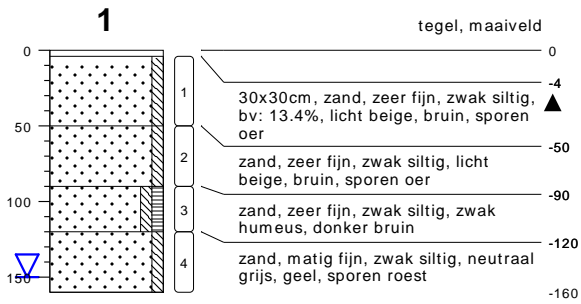 1
tegel, maaiveld
0
0
-4
30x30cm, zand, zeer fijn, zwak siltig,
bv: 13.4%, licht beige, bruin, sporen
oer
1
50
-50
zand, zeer fijn, zwak siltig, licht
beige, bruin, sporen oer
2
-90
100
zand, zeer fijn, zwak siltig, zwak
humeus, donker bruin
3
-120
zand, matig fijn, zwak siltig, neutraal
grijs, geel, sporen roest
4
150
-160